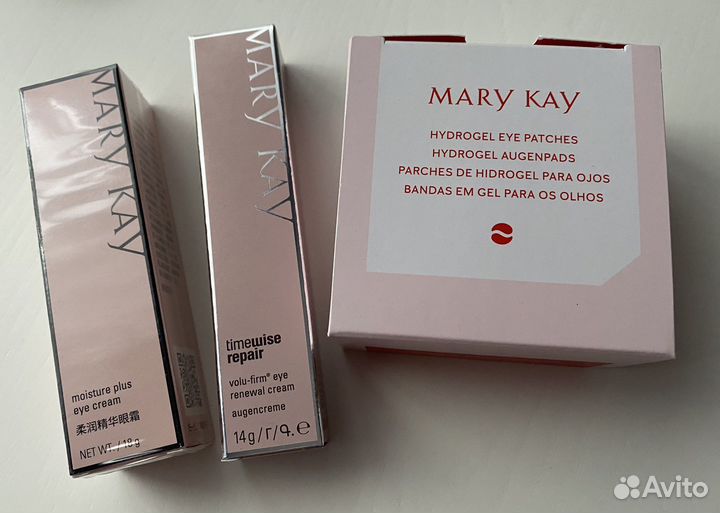 MARY KAY
moisture plus
eye cream
柔润精华眼霜
NET WT. / 18 g
MARY KAY
timewise
repair
volu-firm® eye
renewal cream
augencreme
14g/Г/Գ. ℮
MARY KAY
HYDROGEL EYE PATCHES
HYDROGEL AUGENPADS
PARCHES DE HIDROGEL PARA OJOS
BANDAS EM GEL PARA OS OLHOS
Avito